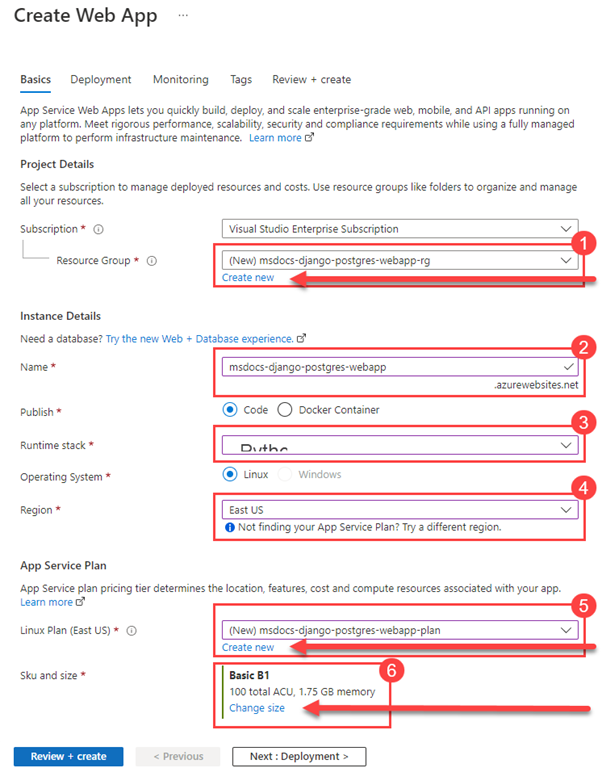 Create Web App ...
Basics Deployment Monitoring Tags Review + create
App Service Web Apps lets you quickly build, deploy, and scale enterprise-grade web, mobile, and API apps running on
any platform. Meet rigorous performance, scalability, security and compliance requirements while using a fully managed
platform to perform infrastructure maintenance. Learn more
Project Details
Select a subscription to manage deployed resources and costs. Use resource groups like folders to organize and manage
all your resources.
Subscription *
Visual Studio Enterprise Subscription
1
Resource Group *
(New) msdocs-django-postgres-webapp-rg
Create new
Instance Details
Need a database? Try the new Web + Database experience.
2
Name *
msdocs-django-postgres-webapp
.azurewebsites.net
Publish *
Code Docker Container
3
Runtime stack *
Operating System *
Linux Windows
4
Region *
East US
Not finding your App Service Plan? Try a different region.
App Service Plan
App Service plan pricing tier determines the location, features, cost and compute resources associated with your app.
Learn more
5
Linux Plan (East US) *
(New) msdocs-django-postgres-webapp-plan
Create new
6
Sku and size *
Basic B1
100 total ACU, 1.75 GB memory
Change size
Review + create
< Previous
Next : Deployment >